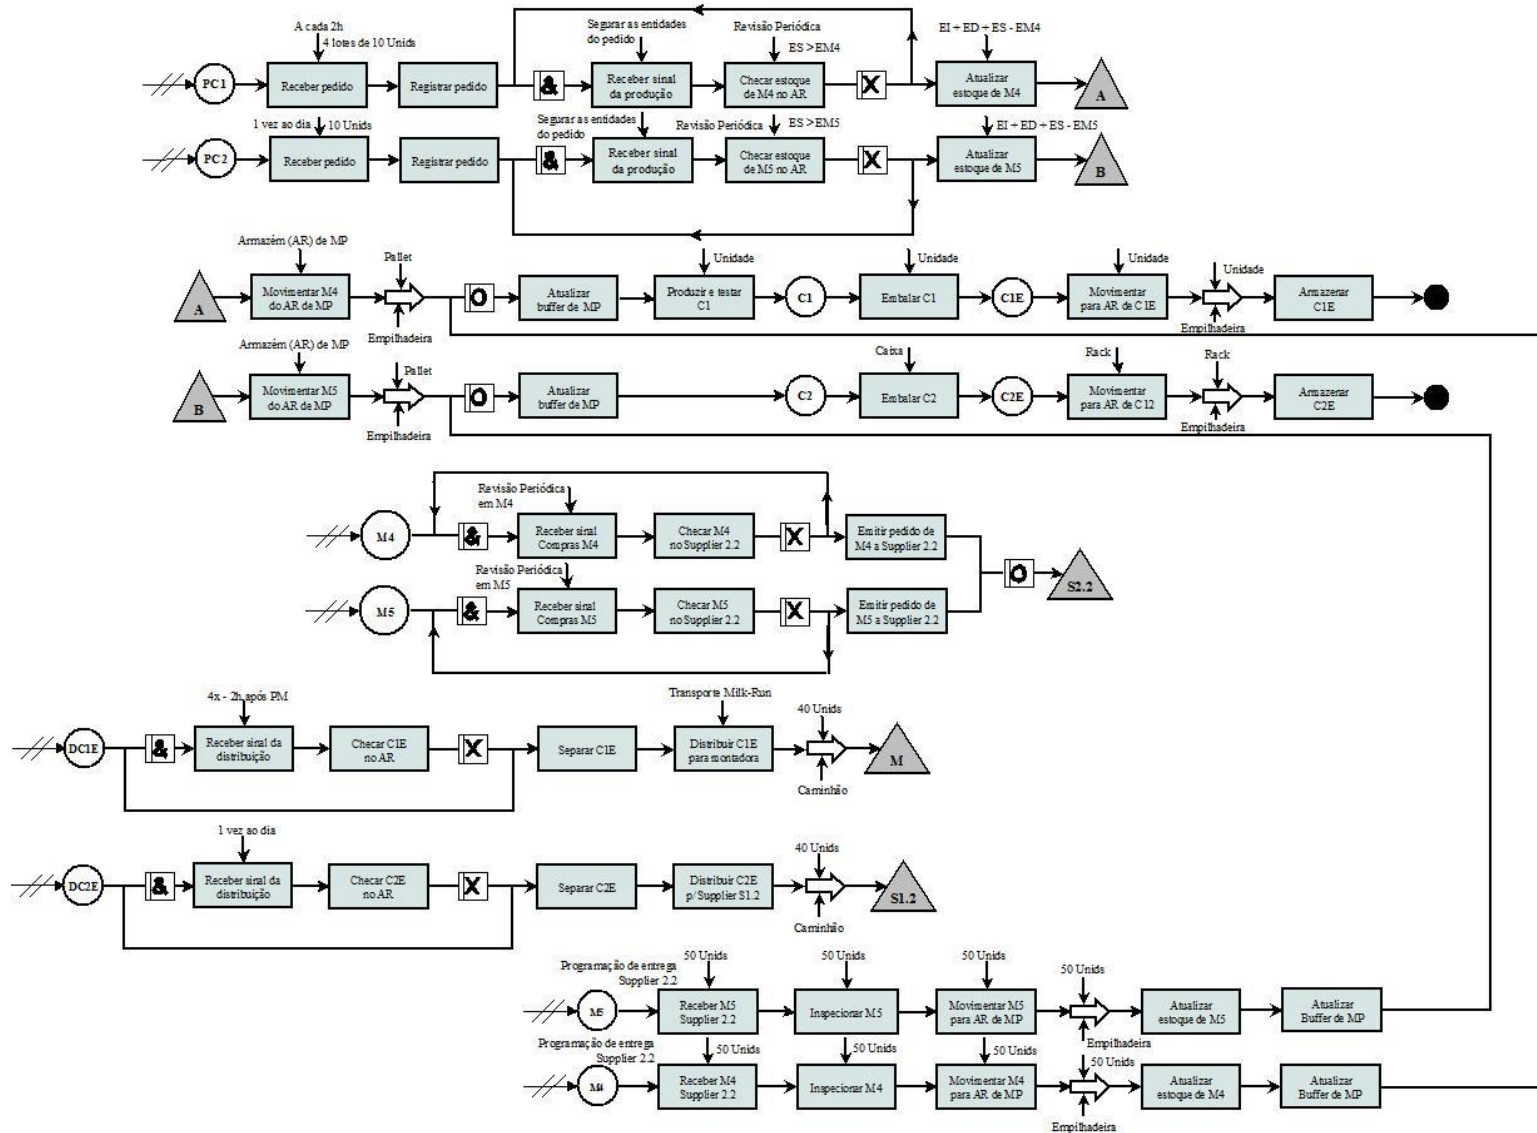 A cada 2h
4 lotes de 10 Unids
Segurar as entidades
do pedido
Revisão Periódica
ES >EM4
EI + ED + ES - EM4
PC1
Receber pedido
Registrar pedido
&
Receber sinal
da produção
Checar estoque
de M4 no AR
X
Atualizar
estoque de M4
A
1 vez ao dia
10 Unids
Segurar as entidades
do pedido
Revisão Periódica
ES >EM5
EI + ED + ES - EM5
PC2
Receber pedido
Registrar pedido
&
Receber sinal
da produção
Checar estoque
de M5 no AR
X
Atualizar
estoque de M5
B
Armazém (AR) de MP
Pallet
Unidade
Unidade
Unidade
Unidade
A
Movimentar M4
do AR de MP
O
Atualizar
buffer de MP
Produzir e testar
C1
C1
Embalar C1
C1E
Movimentar
para AR de C1E
Armazenar
C1E
Empilhadeira
Empilhadeira
Armazém (AR) de MP
Pallet
Caixa
Rack
Rack
B
Movimentar M5
do AR de MP
O
Atualizar
buffer de MP
C2
Embalar C2
C2E
Movimentar
para AR de C12
Armazenar
C2E
Empilhadeira
Empilhadeira
Revisão Periódica
em M4
M4
&
Receber sinal
Compras M4
Checar M4
no Supplier 2.2
X
Emitir pedido de
M4 a Supplier 2.2
O
S2.2
Revisão Periódica
em M5
M5
&
Receber sinal
Compras M5
Checar M5
no Supplier 2.2
X
Emitir pedido de
M5 a Supplier 2.2
4x - 2h após PM
Transporte Milk-Run
40 Unids
DC1E
&
Receber sinal da
distribuição
Checar C1E
no AR
X
Separar C1E
Distribuir C1E
para montadora
M
Caminhão
1 vez ao dia
40 Unids
DC2E
&
Receber sinal da
distribuição
Checar C2E
no AR
X
Separar C2E
Distribuir C2E
p/ Supplier S1.2
S1.2
Caminhão
Programação de entrega
Supplier 2.2
50 Unids
50 Unids
50 Unids
50 Unids
M5
Receber M5
Supplier 2.2
Inspecionar M5
Movimentar M5
para AR de MP
Atualizar
estoque de M5
Atualizar
Buffer de MP
Empilhadeira
Programação de entrega
Supplier 2.2
50 Unids
50 Unids
50 Unids
50 Unids
M4
Receber M4
Supplier 2.2
Inspecionar M4
Movimentar M4
para AR de MP
Atualizar
estoque de M4
Atualizar
Buffer de MP
Empilhadeira